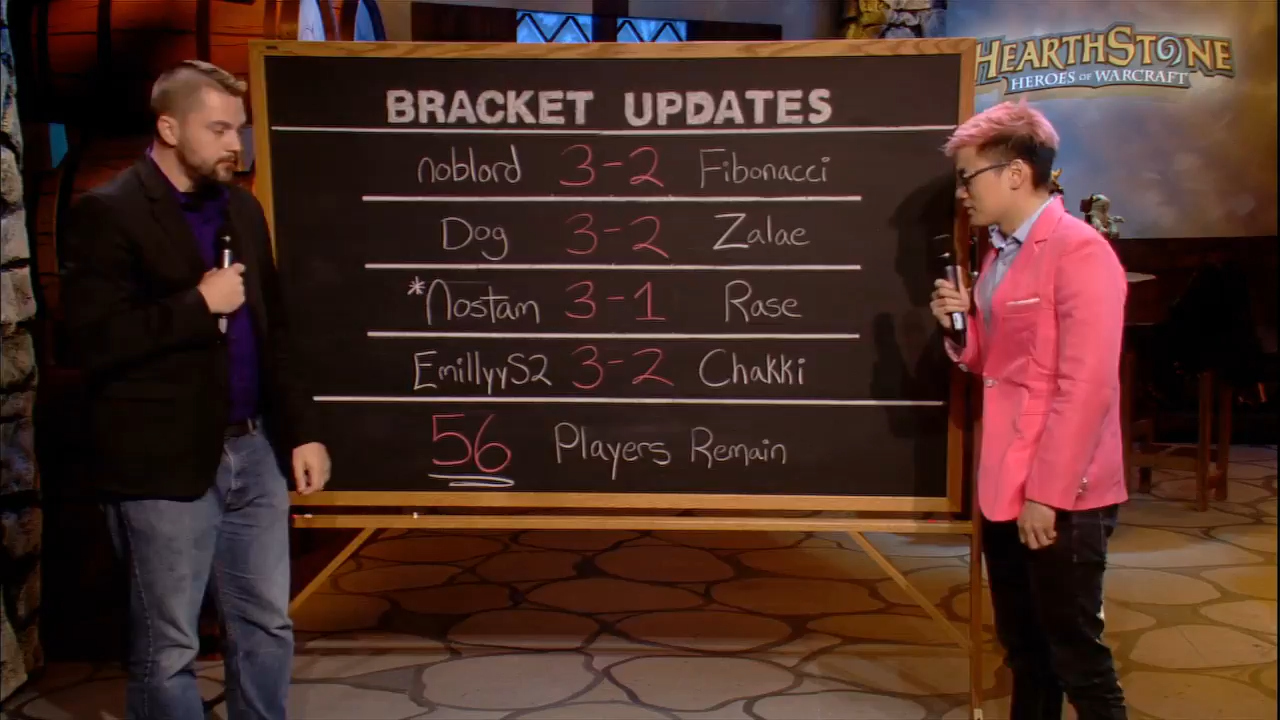 HEARTHSTONE
HEROES OF WARCRAFT
BRACKET UPDATES
noblord 3-2 Fibonacci
Dog 3-2 Zalae
*Nostam 3-1 Rase
EmillyyS2 3-2 Chakki
56 Players Remain